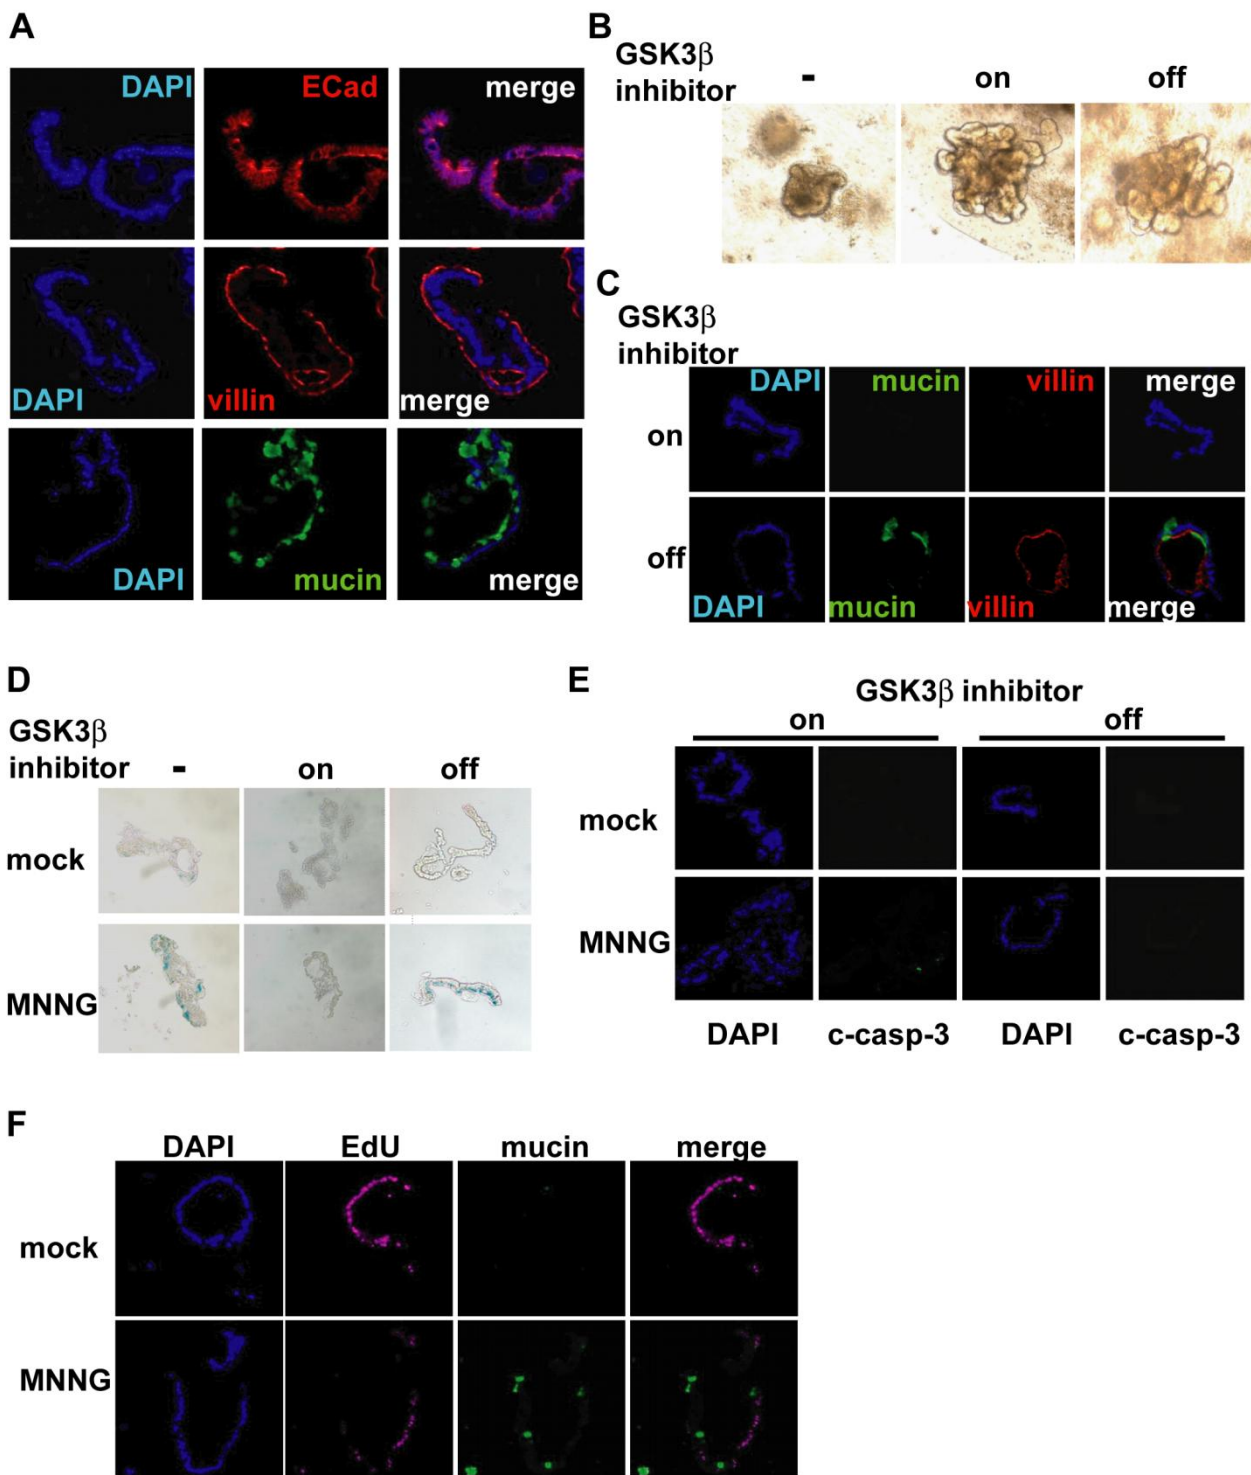 A
DAPI ECad merge
DAPI villin merge
DAPI mucin merge
B
GSK3β
inhibitor - on off
C
GSK3β
inhibitor
DAPI mucin villin merge
on
off
DAPI mucin villin merge
D
GSK3β
inhibitor - on off
mock
MNNG
E
GSK3β inhibitor
on off
mock
MNNG
DAPI c-casp-3 DAPI c-casp-3
F
DAPI EdU mucin merge
mock
MNNG